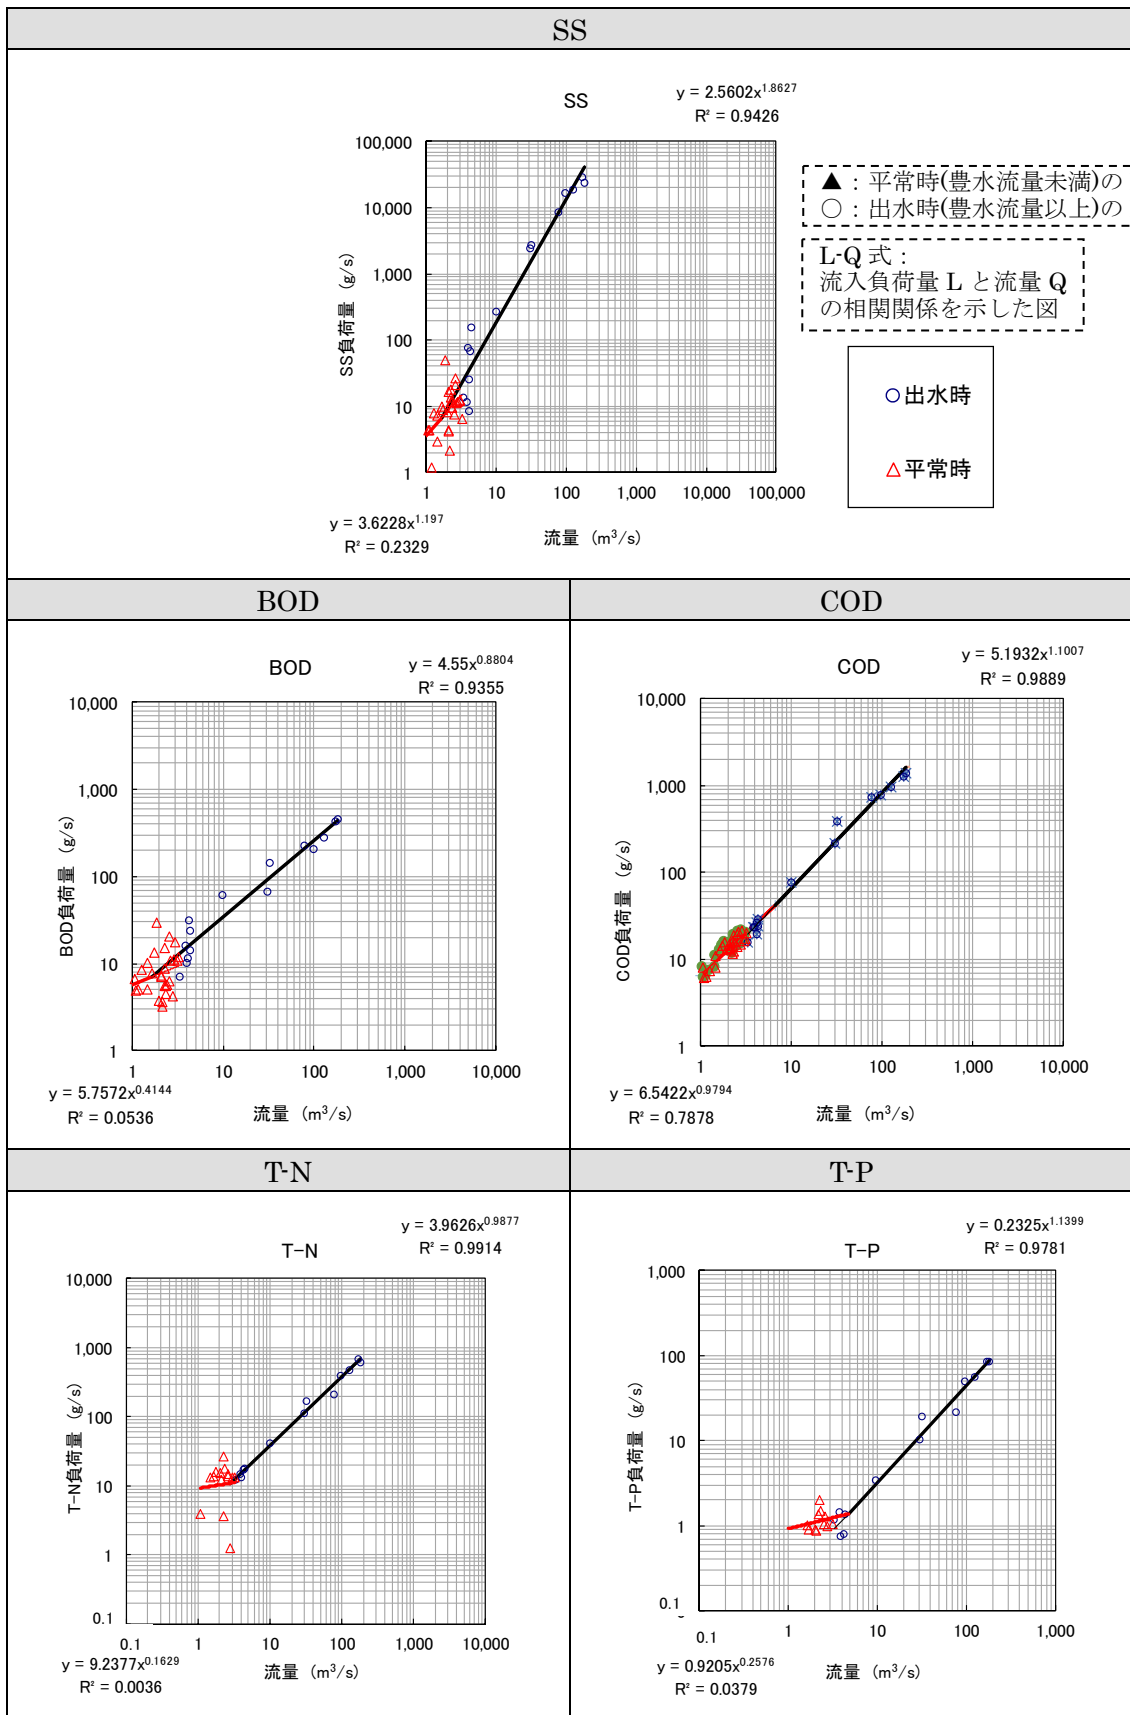 SS
SS
y = 2.5602x^1.8627
R² = 0.9426
100,000
10,000
1,000
100
10
1
SS負荷量 (g/s)
1 10 100 1,000 10,000 100,000
流量 (m³/s)
y = 3.6228x^1.197
R² = 0.2329
▲：平常時(豊水流量未満)の
○：出水時(豊水流量以上)の
L-Q 式：
流入負荷量 L と流量 Q
の相関関係を示した図
○出水時
△平常時
BOD
BOD
y = 4.55x^0.8804
R² = 0.9355
10,000
1,000
100
10
1
BOD負荷量 (g/s)
1 10 100 1,000 10,000
y = 5.7572x^0.4144
R² = 0.0536
流量 (m³/s)
COD
COD
y = 5.1932x^1.1007
R² = 0.9889
10,000
1,000
100
10
1
COD負荷量 (g/s)
1 10 100 1,000 10,000
y = 6.5422x^0.9794
R² = 0.7878
流量 (m³/s)
T-N
T-N
y = 3.9626x^0.9877
R² = 0.9914
10,000
1,000
100
10
1
0.1
T-N負荷量 (g/s)
0.1 1 10 100 1,000 10,000
y = 9.2377x^0.1629
R² = 0.0036
流量 (m³/s)
T-P
T-P
y = 0.2325x^1.1399
R² = 0.9781
1,000
100
10
1
0.1
T-P負荷量 (g/s)
0.1 1 10 100 1,000
y = 0.9205x^0.2576
R² = 0.0379
流量 (m³/s)